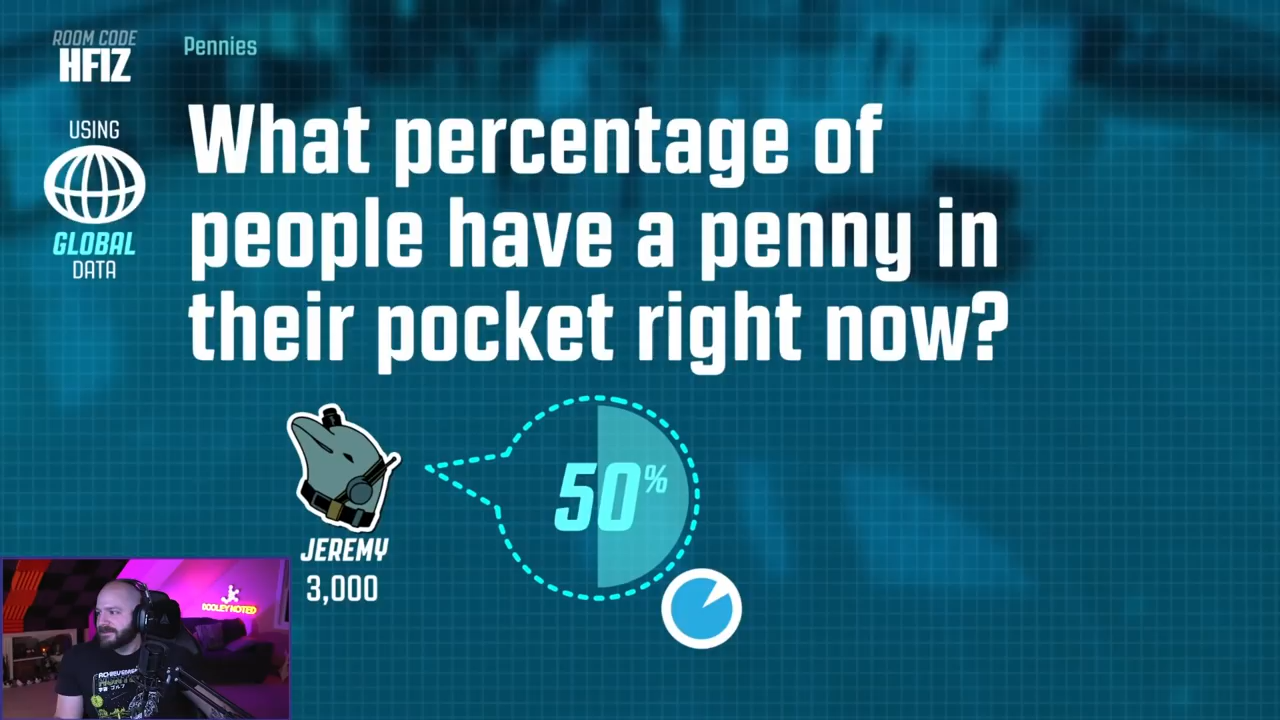 ROOM CODE
HFIZ
Pennies
USING
GLOBAL
DATA
What percentage of
people have a penny in
their pocket right now?
50%
JEREMY
3,000
DODLEY NOTED